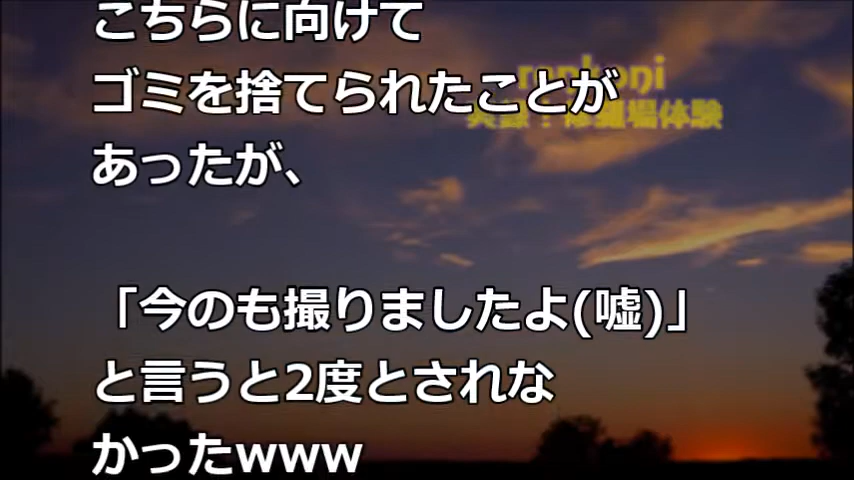 こちらに向けて
ゴミを捨てられたことが
あったが、
「今のも撮りましたよ(嘘)」
と言うと2度とされな
かったwww